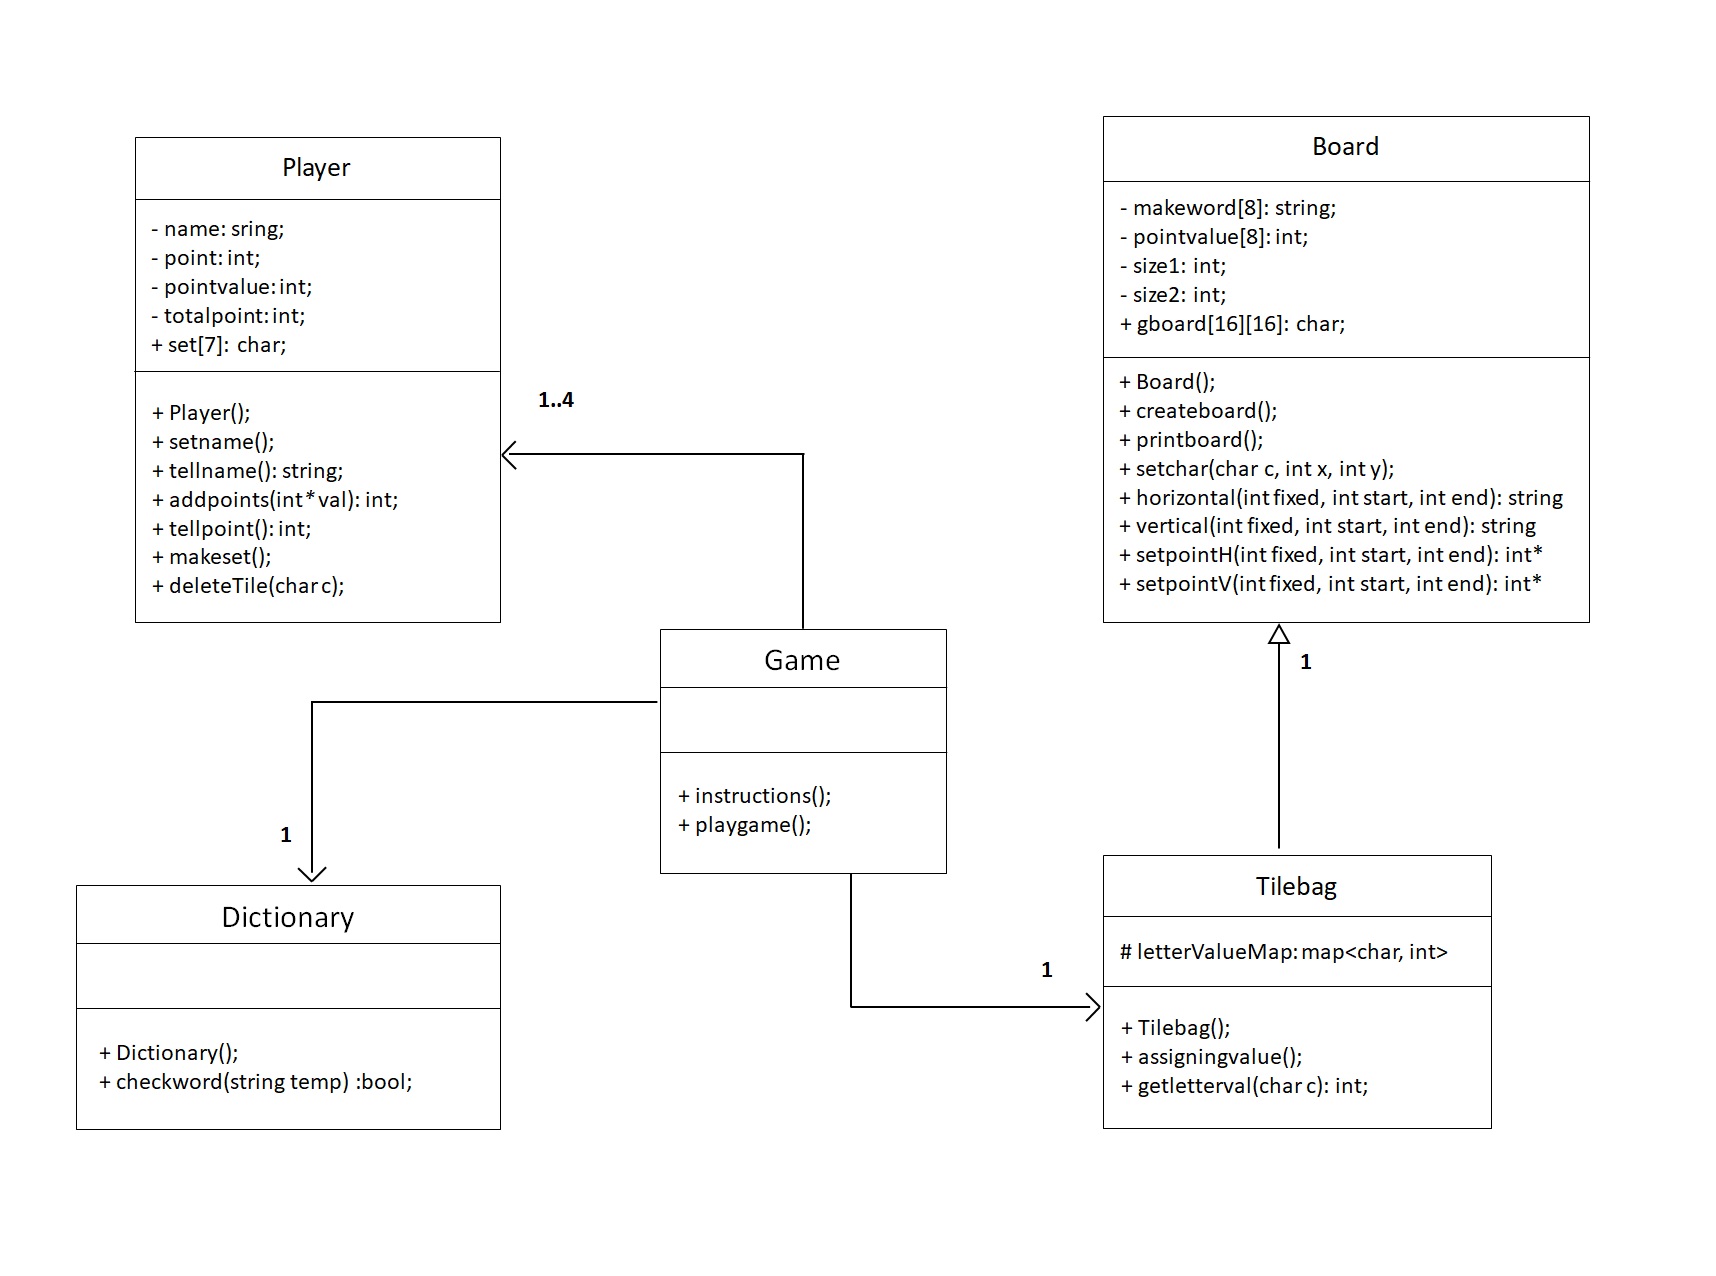 Player
- name: sring;
- point: int;
- pointvalue: int;
- totalpoint: int;
+ set[7]: char;
+ Player();
+ setname();
+ tellname(): string;
+ addpoints(int* val): int;
+ tellpoint(): int;
+ makeset();
+ deleteTile(char c);
1..4
Board
- makeword[8]: string;
- pointvalue[8]: int;
- size1: int;
- size2: int;
+ gboard[16][16]: char;
+ Board();
+ createboard();
+ printboard();
+ setchar(char c, int x, int y);
+ horizontal(int fixed, int start, int end): string
+ vertical(int fixed, int start, int end): string
+ setpointH(int fixed, int start, int end): int*
+ setpointV(int fixed, int start, int end): int*
1
Game
+ instructions();
+ playgame();
1
Dictionary
+ Dictionary();
+ checkword(string temp) :bool;
1
Tilebag
# letterValueMap: map<char, int>
+ Tilebag();
+ assigningvalue();
+ getletterval(char c): int;